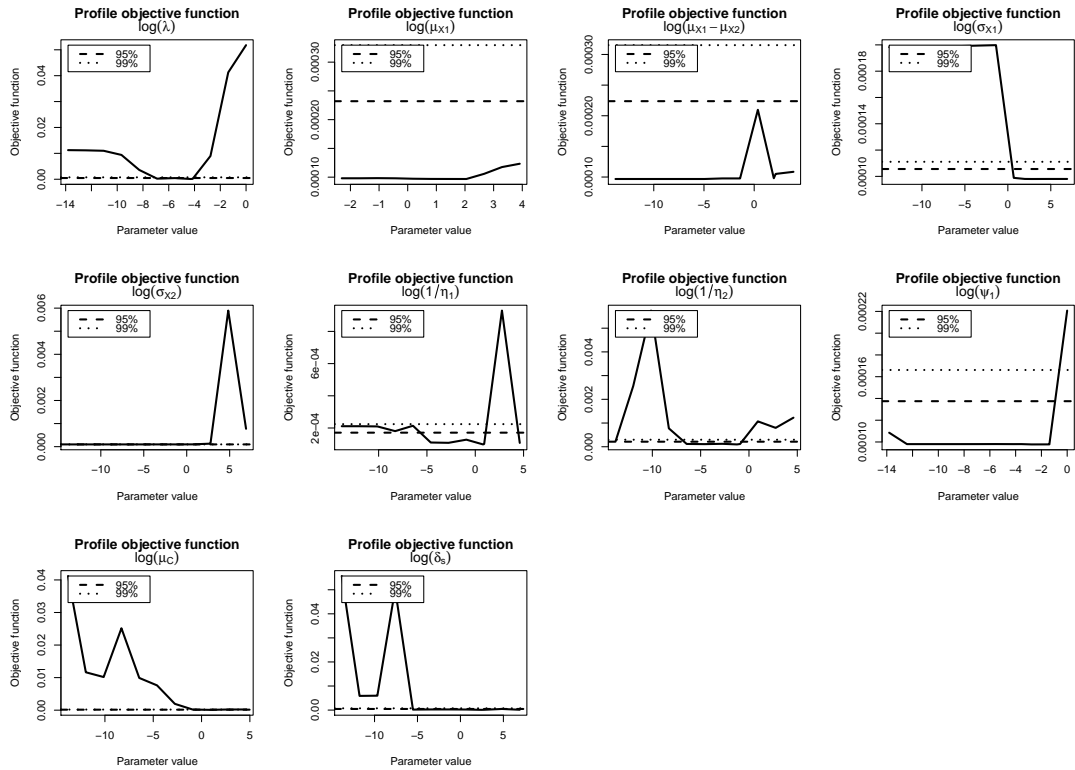 Profile objective function
log(λ)
95%
99%
Objective function
0.00 0.02 0.04
−14 −12 −10 −8 −6 −4 −2 0
Parameter value
Profile objective function
log(μX1)
95%
99%
Objective function
0.00010 0.00020 0.00030
−2 −1 0 1 2 3 4
Parameter value
Profile objective function
log(μX1 − μX2)
95%
99%
Objective function
0.00010 0.00020 0.00030
−10 −5 0
Parameter value
Profile objective function
log(σX1)
95%
99%
Objective function
0.00010 0.00014 0.00018
−10 −5 0 5
Parameter value
Profile objective function
log(σX2)
95%
99%
Objective function
0.000 0.002 0.004 0.006
−10 −5 0 5
Parameter value
Profile objective function
log(1/η1)
95%
99%
Objective function
2e−04 6e−04
−10 −5 0
Parameter value
Profile objective function
log(1/η2)
95%
99%
Objective function
0.000 0.002 0.004
−10 −5 0 5
Parameter value
Profile objective function
log(ψ1)
95%
99%
Objective function
0.00010 0.00016 0.00022
−14 −12 −10 −8 −6 −4 −2 0
Parameter value
Profile objective function
log(μC)
95%
99%
Objective function
0.00 0.01 0.02 0.03 0.04
−10 −5 0 5
Parameter value
Profile objective function
log(δs)
95%
99%
Objective function
0.00 0.02 0.04
−10 −5 0 5
Parameter value